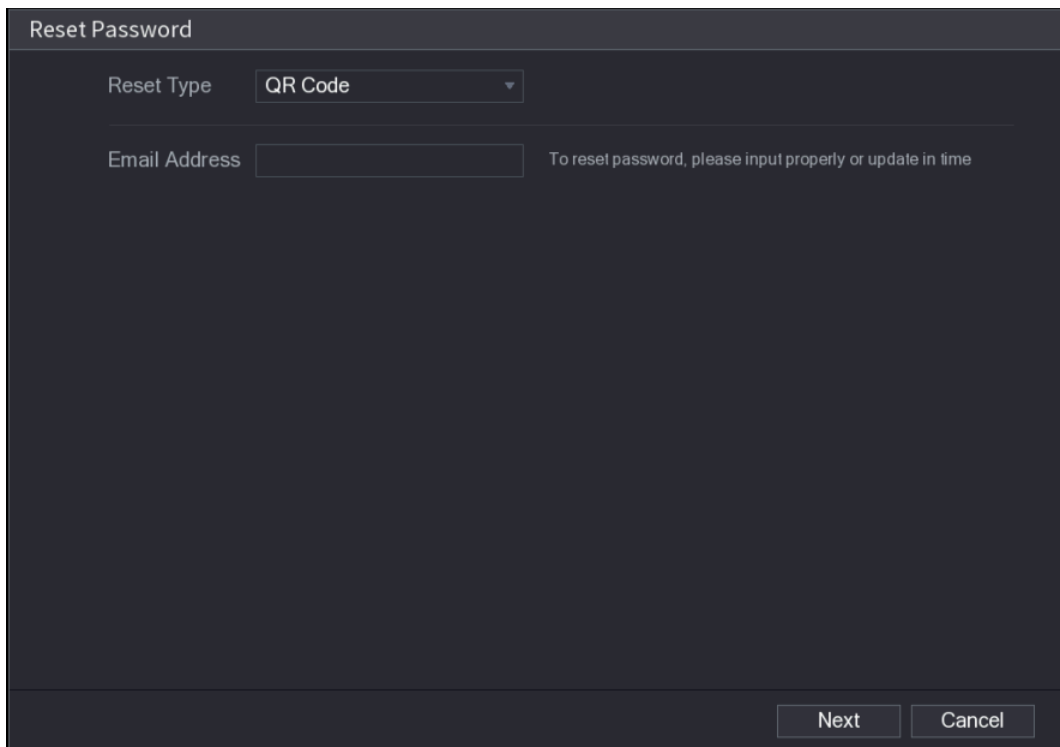 Reset Password
Reset Type QR Code
Email Address To reset password, please input properly or update in time
Next Cancel